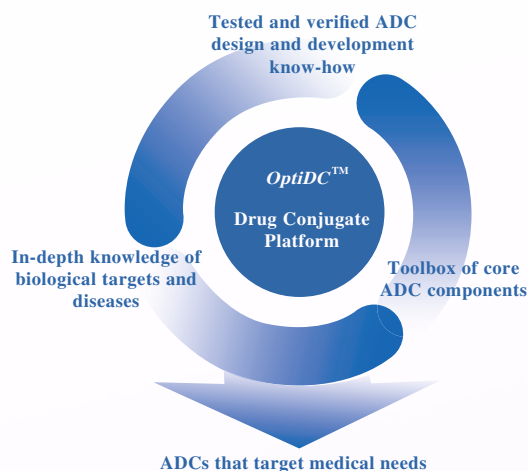 Tested and verified ADC
design and development
know-how
OptiDC™
Drug Conjugate
Platform
In-depth knowledge of
biological targets and
diseases
Toolbox of core
ADC components
ADCs that target medical needs